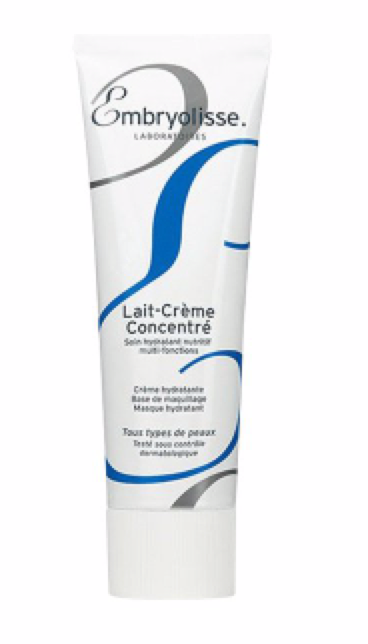 Embryolisse.
LABORATOIRES
Lait-Crème
Concentré
Soin hydratant nutritif
multi-fonctions
Crème hydratante
Base de maquillage
Masque hydratant
Tous types de peaux
Testé sous contrôle
dermatologique